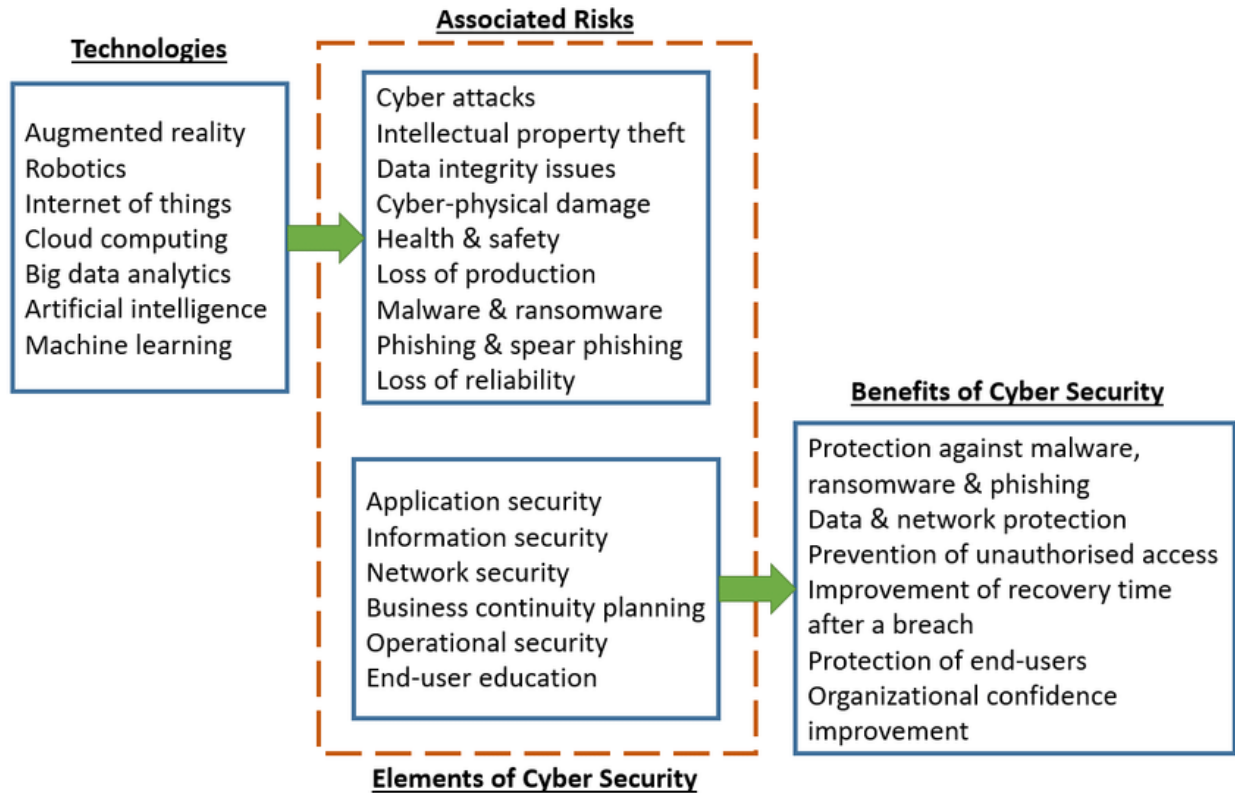 Technologies
Augmented reality
Robotics
Internet of things
Cloud computing
Big data analytics
Artificial intelligence
Machine learning
Associated Risks
Cyber attacks
Intellectual property theft
Data integrity issues
Cyber-physical damage
Health & safety
Loss of production
Malware & ransomware
Phishing & spear phishing
Loss of reliability
Application security
Information security
Network security
Business continuity planning
Operational security
End-user education
Elements of Cyber Security
Benefits of Cyber Security
Protection against malware,
ransomware & phishing
Data & network protection
Prevention of unauthorised access
Improvement of recovery time
after a breach
Protection of end-users
Organizational confidence
improvement